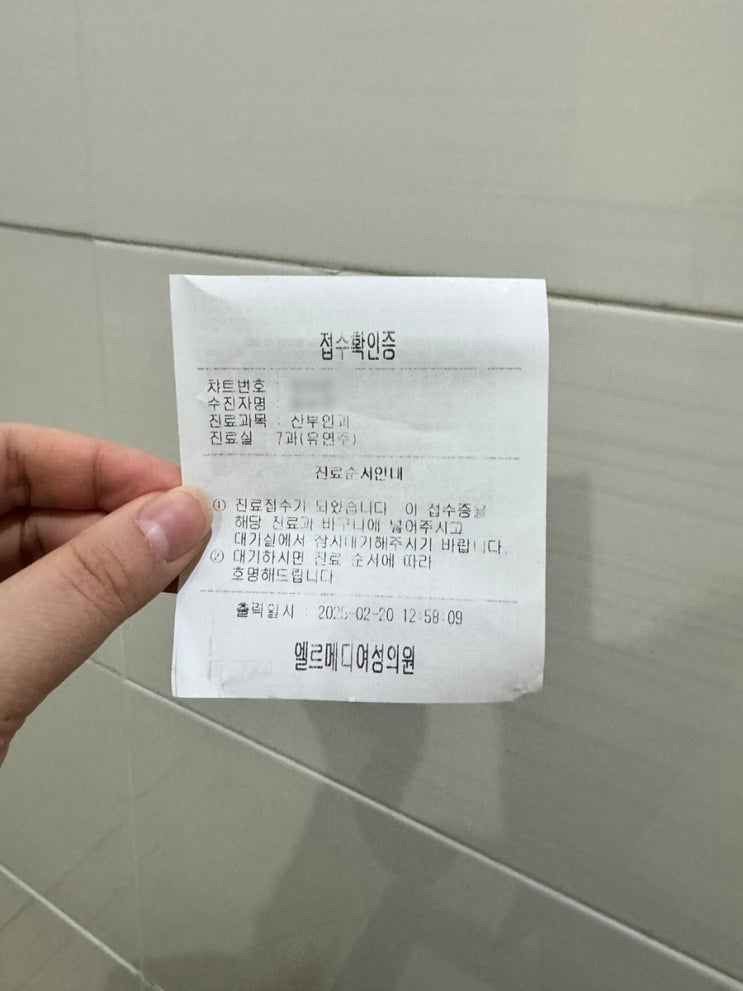 접수확인증
차트번호 :
수진자명 :
진료과목 : 산부인과
진료실 : 7과(유연주)
진료순서안내
① 진료접수가 되었습니다. 이 접수증을
해당 진료과 바구니에 넣어주시고
대기실에서 잠시대기해주시기 바랍니다.
② 대기하시면 진료 순서에 따라
호명해드립니다
출력일시 : 2025-02-20 12:58:09
엘르메디여성의원